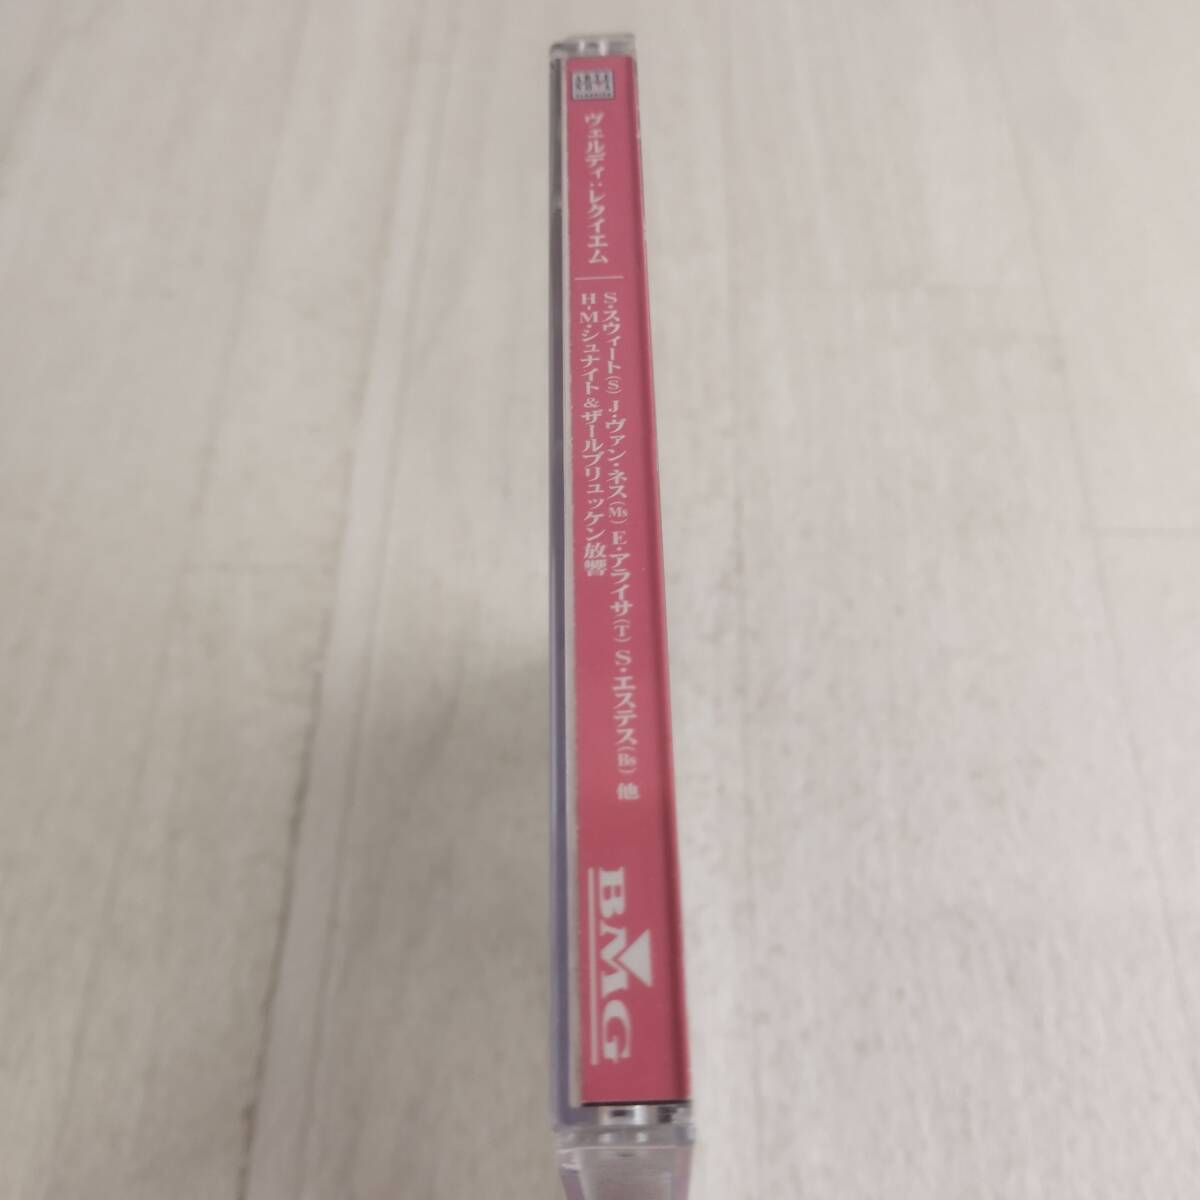 ヴェルディ:レクイエム
S・スウィート(S) J・ヴァン・ネス(Ms) E・アライサ(T) S・エステス(Bs) 他
H-M・シュナイト&ザールブリュッケン放響
BMG